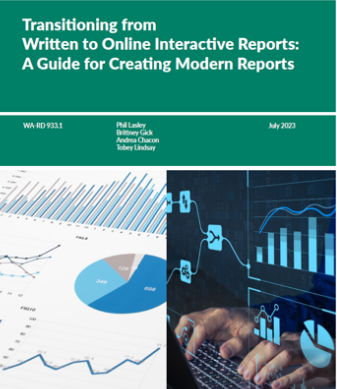 Transitioning from
Written to Online Interactive Reports:
A Guide for Creating Modern Reports
WA-RD 933.1
Phil Lasley
Brittney Gick
Andrea Chacon
Tobey Lindsay
July 2023